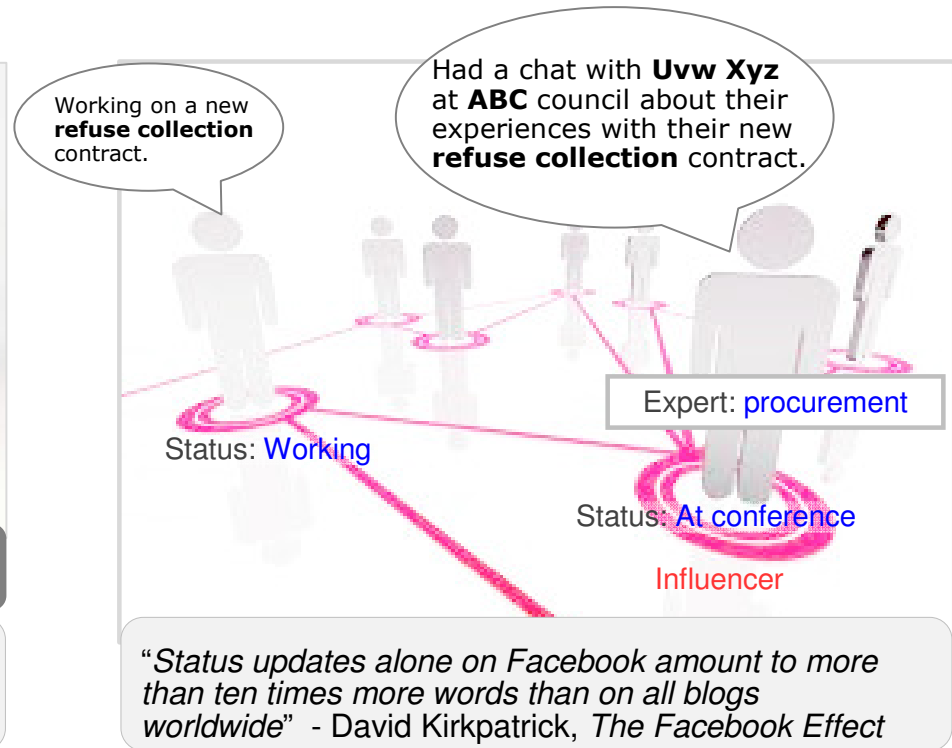 Working on a new
refuse collection
contract.
Had a chat with Uvw Xyz
at ABC council about their
experiences with their new
refuse collection contract.
Expert: procurement
Status: Working
Status: At conference
Influencer
“Status updates alone on Facebook amount to more
than ten times more words than on all blogs
worldwide” - David Kirkpatrick, The Facebook Effect